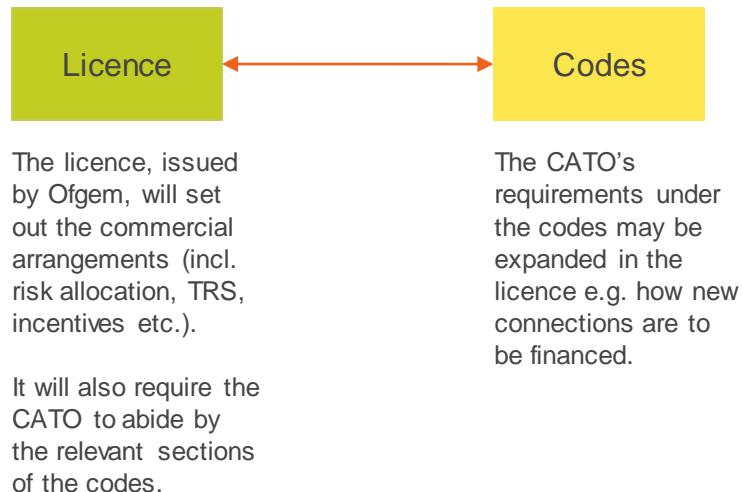 Licence
Codes
The licence, issued
by Ofgem, will set
out the commercial
arrangements (incl.
risk allocation, TRS,
incentives etc.).
It will also require the
CATO to abide by
the relevant sections
of the codes.
The CATO's
requirements under
the codes may be
expanded in the
licence e.g. how new
connections are to
be financed.